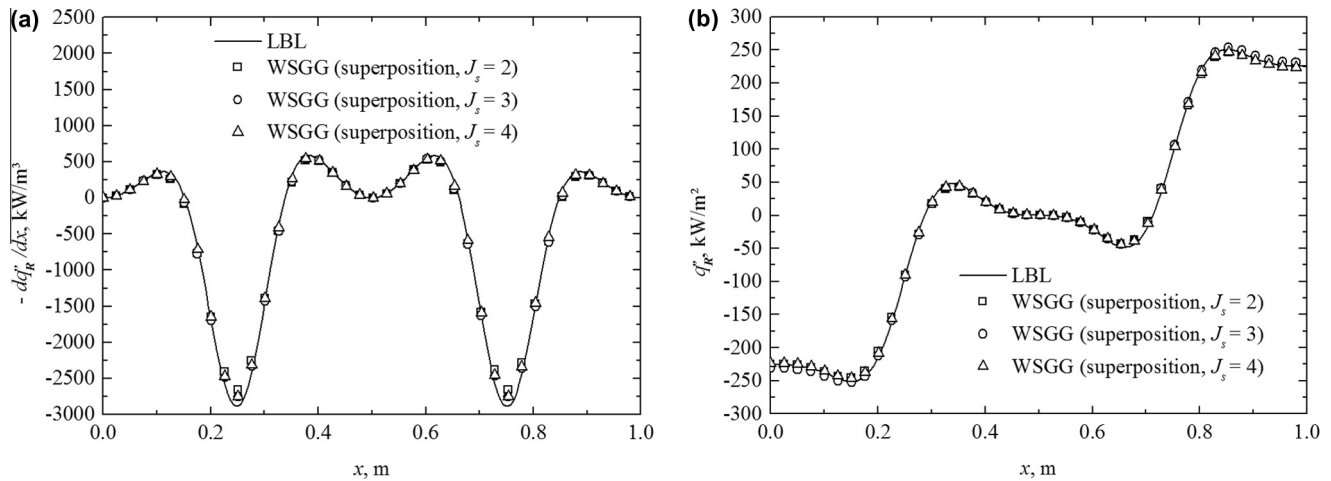 (a)
2500
2000
1500
1000
500
0
-500
-1000
-1500
-2000
-2500
-3000
- dq"R /dx, kW/m³
LBL
WSGG (superposition, Js = 2)
WSGG (superposition, Js = 3)
WSGG (superposition, Js = 4)
0.0 0.2 0.4 0.6 0.8 1.0
x, m
(b)
300
250
200
150
100
50
0
-50
-100
-150
-200
-250
-300
q"R, kW/m²
LBL
WSGG (superposition, Js = 2)
WSGG (superposition, Js = 3)
WSGG (superposition, Js = 4)
0.0 0.2 0.4 0.6 0.8 1.0
x, m